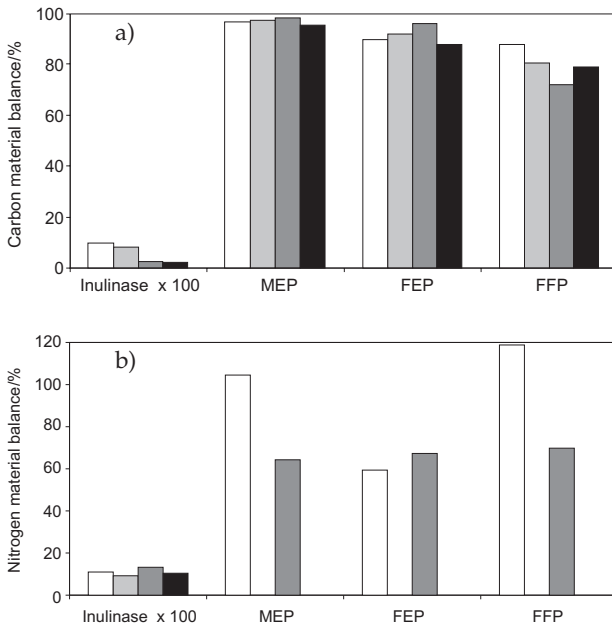 a)
Carbon material balance/%
100
80
60
40
20
0
Inulinase x 100 MEP FEP FFP
b)
Nitrogen material balance/%
120
100
80
60
40
20
0
Inulinase x 100 MEP FEP FFP